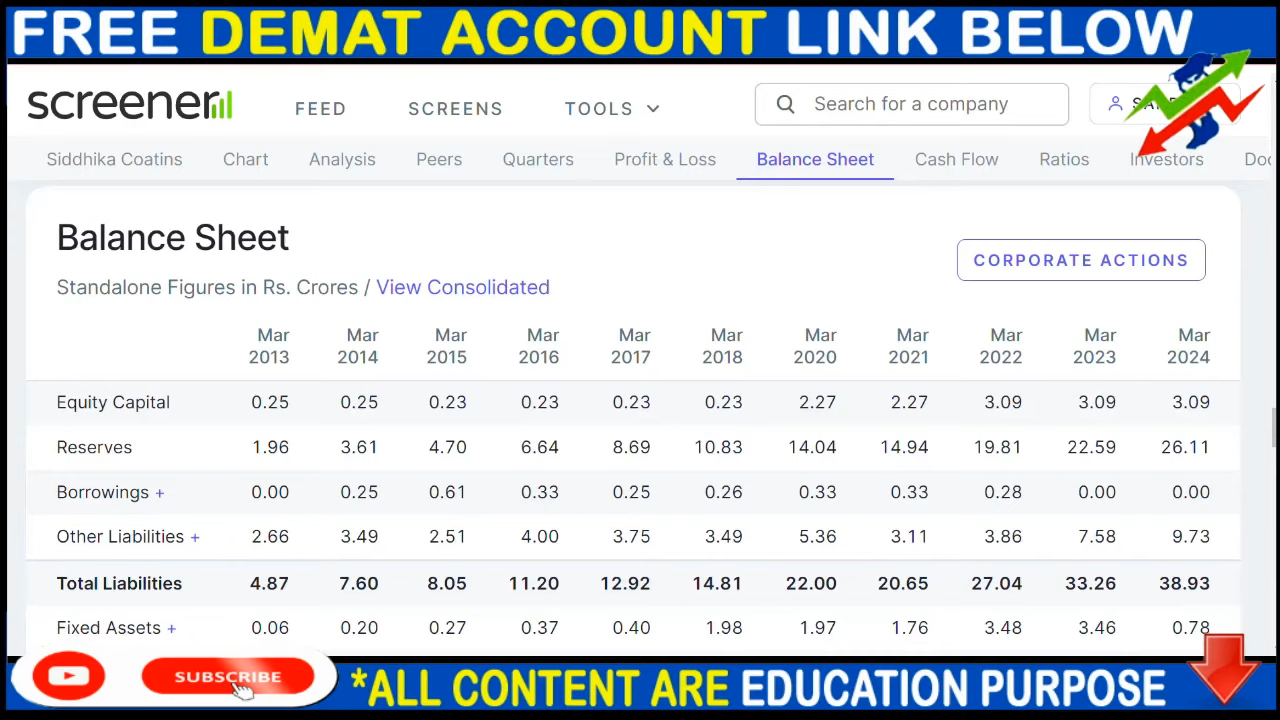 FREE DEMAT ACCOUNT LINK BELOW
screener FEED SCREENS TOOLS Search for a company
Siddhika Coatins Chart Analysis Peers Quarters Profit & Loss Balance Sheet Cash Flow Ratios Investors
Balance Sheet
CORPORATE ACTIONS
Standalone Figures in Rs. Crores / View Consolidated
Mar Mar Mar Mar Mar Mar Mar Mar Mar Mar Mar
2013 2014 2015 2016 2017 2018 2020 2021 2022 2023 2024
Equity Capital 0.25 0.25 0.23 0.23 0.23 0.23 2.27 2.27 3.09 3.09 3.09
Reserves 1.96 3.61 4.70 6.64 8.69 10.83 14.04 14.94 19.81 22.59 26.11
Borrowings + 0.00 0.25 0.61 0.33 0.25 0.26 0.33 0.33 0.28 0.00 0.00
Other Liabilities + 2.66 3.49 2.51 4.00 3.75 3.49 5.36 3.11 3.86 7.58 9.73
Total Liabilities 4.87 7.60 8.05 11.20 12.92 14.81 22.00 20.65 27.04 33.26 38.93
Fixed Assets + 0.06 0.20 0.27 0.37 0.40 1.98 1.97 1.76 3.48 3.46 0.78
SUBSCRIBE
*ALL CONTENT ARE EDUCATION PURPOSE